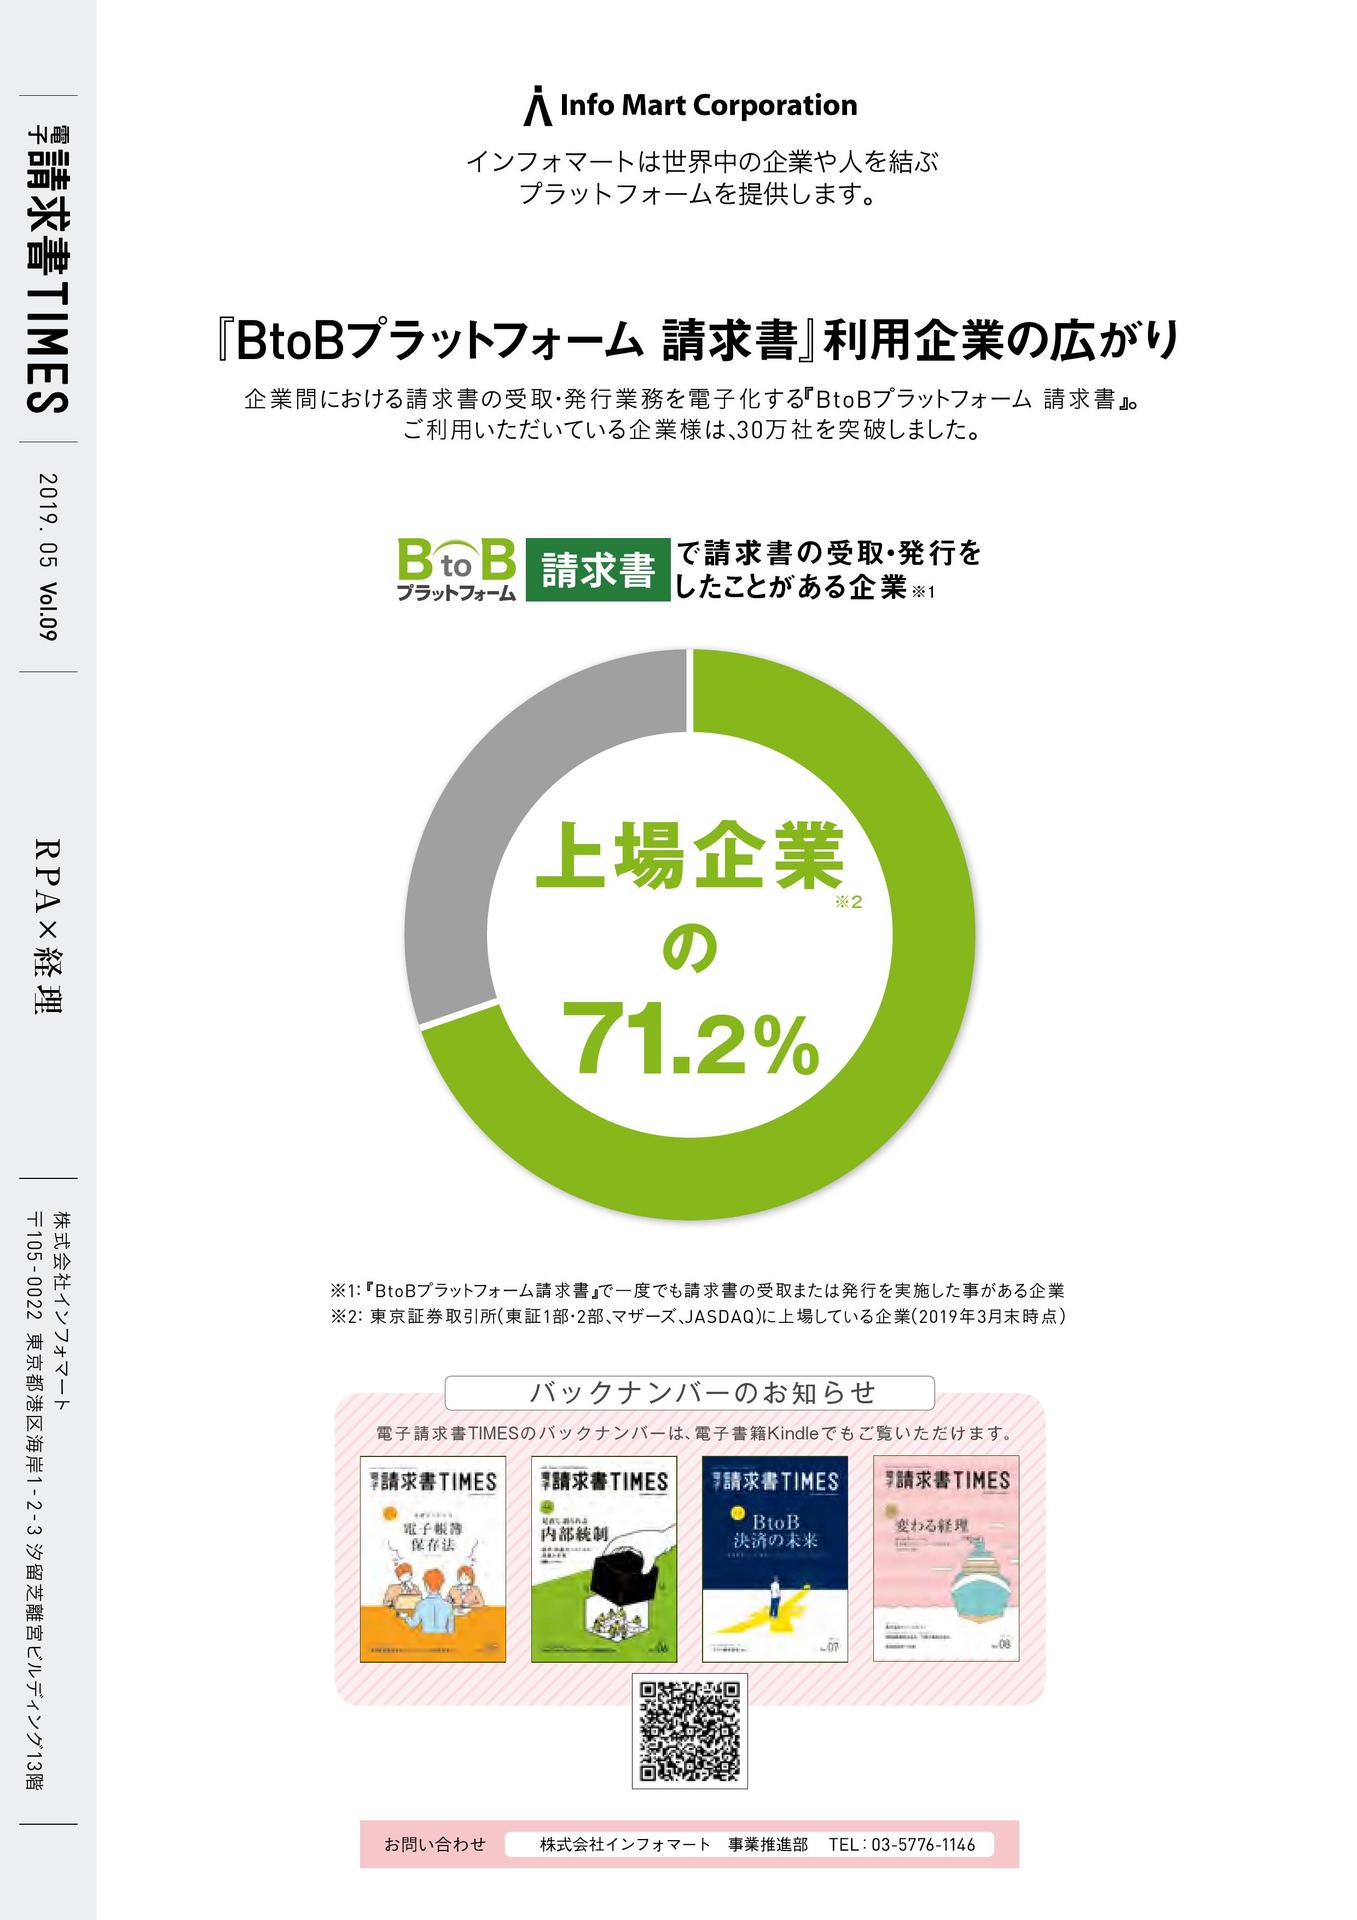 電子請求書TIMES
2019. 05 Vol.09
RPA×経理
株式会社インフォマート
〒105-0022 東京都港区海岸1-2-3 汐留芝離宮ビルディング13階
Info Mart Corporation
インフォマートは世界中の企業や人を結ぶ
プラットフォームを提供します。
『BtoBプラットフォーム 請求書』利用企業の広がり
企業間における請求書の受取・発行業務を電子化する『BtoBプラットフォーム 請求書』。
ご利用いただいている企業様は、30万社を突破しました。
BtoB
プラットフォーム
請求書
で請求書の受取・発行を
したことがある企業※1
上場企業
※2
の
71.2%
※1:『BtoBプラットフォーム請求書』で一度でも請求書の受取または発行を実施した事がある企業
※2: 東京証券取引所(東証1部・2部、マザーズ、JASDAQ)に上場している企業(2019年3月末時点)
バックナンバーのお知らせ
電子請求書TIMESのバックナンバーは、電子書籍Kindleでもご覧いただけます。
電子請求書TIMES
電子帳簿
保存法
電子請求書TIMES
内部統制
06
電子請求書TIMES
BtoB
決済の未来
07
電子請求書TIMES
変わる経理
08
お問い合わせ
株式会社インフォマート 事業推進部 TEL：03-5776-1146